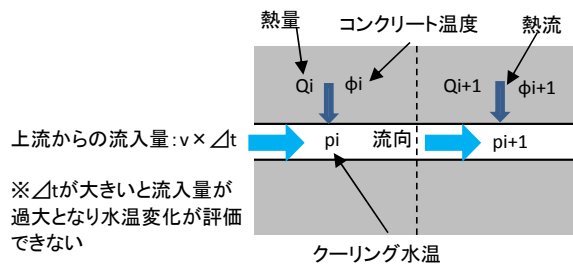 熱量 コンクリート温度 熱流
Qi φi Qi+1 φi+1
上流からの流入量:v×⊿t pi 流向 pi+1
※⊿tが大きいと流入量が
過大となり水温変化が評価
できない
クーリング水温